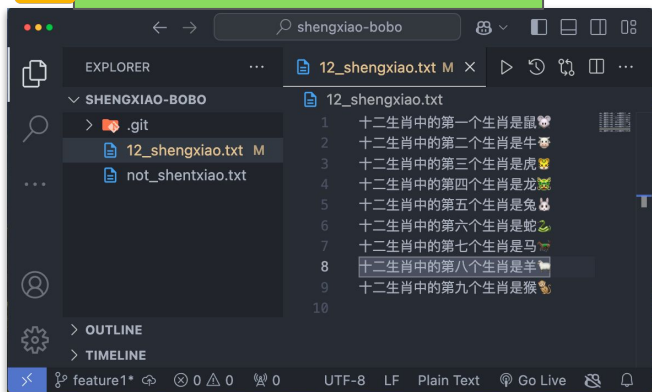 shengxiao-bobo
EXPLORER ...
12_shengxiao.txt M ×
SHENGXIAO-BOBO
.git
12_shengxiao.txt M
not_shentxiao.txt
OUTLINE
TIMELINE
12_shengxiao.txt
1 十二生肖中的第一个生肖是鼠🐭
2 十二生肖中的第二个生肖是牛🐮
3 十二生肖中的第三个生肖是虎🐯
4 十二生肖中的第四个生肖是龙🐲
5 十二生肖中的第五个生肖是兔🐰
6 十二生肖中的第六个生肖是蛇🐍
7 十二生肖中的第七个生肖是马🐎
8 十二生肖中的第八个生肖是羊🐑
9 十二生肖中的第九个生肖是猴🐒
10
feature1* 0 0 0 UTF-8 LF Plain Text Go Live